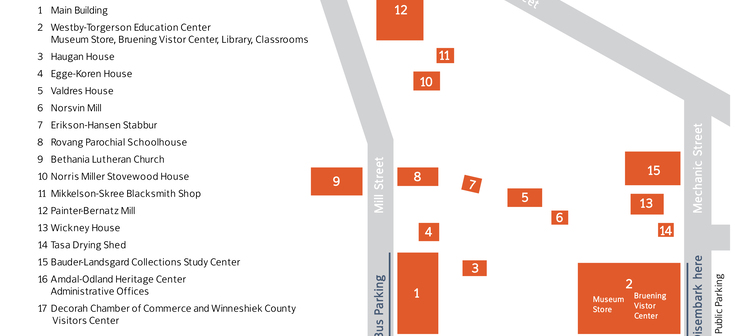 1 Main Building
2 Westby-Torgerson Education Center
Museum Store, Bruening Vistor Center, Library, Classrooms
3 Haugan House
4 Egge-Koren House
5 Valdres House
6 Norsvin Mill
7 Erikson-Hansen Stabbur
8 Rovang Parochial Schoolhouse
9 Bethania Lutheran Church
10 Norris Miller Stovewood House
11 Mikkelson-Skree Blacksmith Shop
12 Painter-Bernatz Mill
13 Wickney House
14 Tasa Drying Shed
15 Bauder-Landsgard Collections Study Center
16 Amdal-Odland Heritage Center
Administrative Offices
17 Decorah Chamber of Commerce and Winneshiek County
Visitors Center
12
11
10
9
8
7
5
6
4
3
1
15
13
14
2
Museum
Store
Bruening
Vistor
Center
Mill Street
Mechanic Street
Parking
here
Public Parking